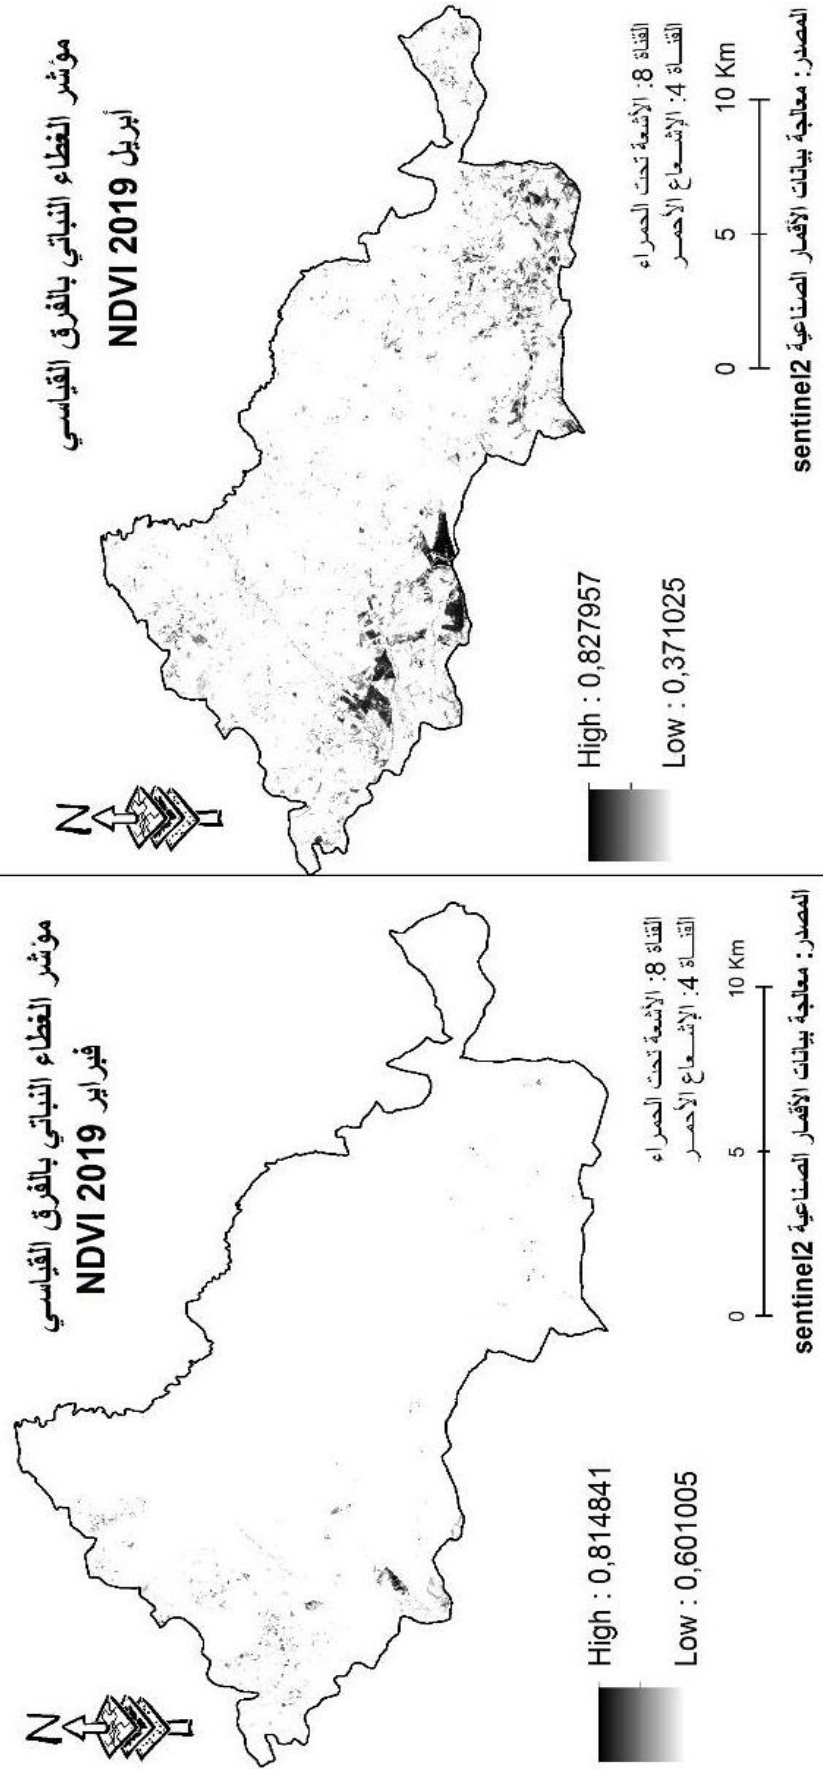 مؤشر الغطاء النباتي بالفرق القياسي
فبراير NDVI 2019
N
High : 0,814841
Low : 0,601005
القناة 8: الأشعة تحت الحمراء
القناة 4: الإشعاع الأحمر
0 5 10 Km
المصدر: معالجة بيانات الأقمار الصناعية sentinel2
مؤشر الغطاء النباتي بالفرق القياسي
أبريل NDVI 2019
N
High : 0,827957
Low : 0,371025
القناة 8: الأشعة تحت الحمراء
القناة 4: الإشعاع الأحمر
0 5 10 Km
المصدر: معالجة بيانات الأقمار الصناعية sentinel2